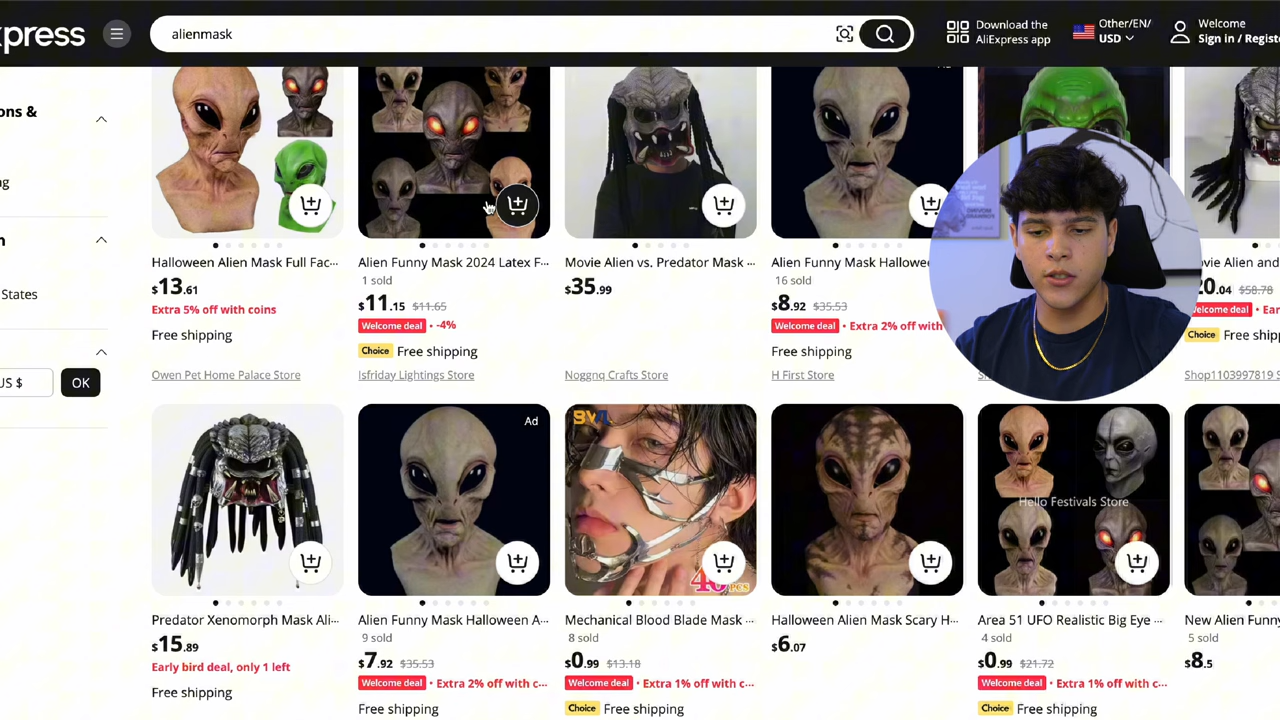 xpress
alienmask
Download the
AliExpress app
Other/EN/
USD
Welcome
Sign in / Registe
ons &
ng
n
States
US $
OK
Halloween Alien Mask Full Fac...
$13.61
Extra 5% off with coins
Free shipping
Owen Pet Home Palace Store
Alien Funny Mask 2024 Latex F...
1 sold
$11.15 $11.65
Welcome deal • -4%
Choice Free shipping
Isfriday Lightings Store
Movie Alien vs. Predator Mask ...
$35.99
Noggnq Crafts Store
Alien Funny Mask Hallowe
16 sold
$8.92 $35.53
Welcome deal • Extra 2% off with
Free shipping
H First Store
ovie Alien and
20.04 $58.78
elcome deal • Ear
Choice Free shipp
Shop1103997819 S
Predator Xenomorph Mask Ali...
$15.89
Early bird deal, only 1 left
Free shipping
Ad
Alien Funny Mask Halloween A...
9 sold
$7.92 $35.53
Welcome deal • Extra 2% off with c...
Free shipping
Mechanical Blood Blade Mask ...
8 sold
$0.99 $13.18
Welcome deal • Extra 1% off with c...
Choice Free shipping
Halloween Alien Mask Scary H...
$6.07
Hello Festivals Store
Area 51 UFO Realistic Big Eye ...
4 sold
$0.99 $21.72
Welcome deal • Extra 1% off with c...
Choice Free shipping
New Alien Funny
5 sold
$8.5